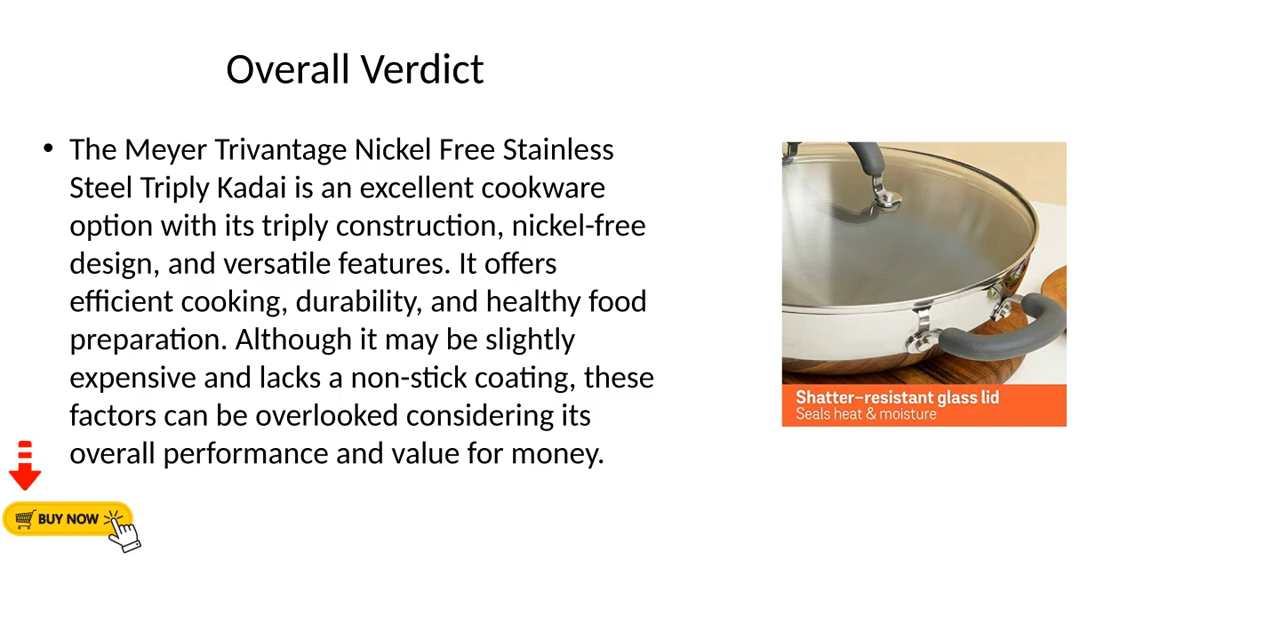 Overall Verdict
• The Meyer Trivantage Nickel Free Stainless
Steel Triply Kadai is an excellent cookware
option with its triply construction, nickel-free
design, and versatile features. It offers
efficient cooking, durability, and healthy food
preparation. Although it may be slightly
expensive and lacks a non-stick coating, these
factors can be overlooked considering its
overall performance and value for money.
Shatter-resistant glass lid
Seals heat & moisture
BUY NOW